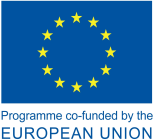 Programme co-funded by the
EUROPEAN UNION